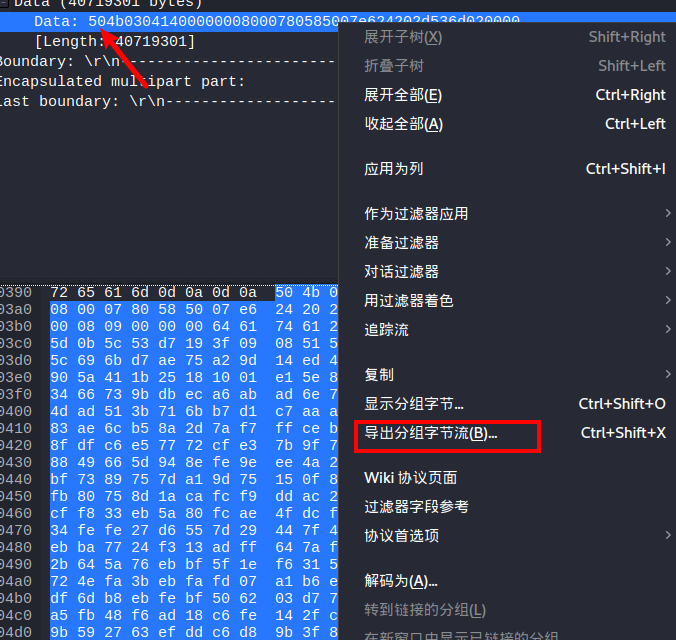 Data (40719301 bytes)
Data: 504b03041400000008000780585007e624202d536d020000
[Length: 40719301]
Boundary: \r\n------------------------
Encapsulated multipart part:
ast boundary: \r\n-------------------
展开子树(X) Shift+Right
折叠子树 Shift+Left
展开全部(E) Ctrl+Right
收起全部(A) Ctrl+Left
应用为列 Ctrl+Shift+I
作为过滤器应用
准备过滤器
对话过滤器
用过滤器着色
追踪流
复制
显示分组字节... Ctrl+Shift+O
导出分组字节流(B)... Ctrl+Shift+X
Wiki 协议页面
过滤器字段参考
协议首选项
解码为(A)...
转到链接的分组(L)
在新窗口中显示已链接的分组
0390 72 65 61 6d 0d 0a 0d 0a 50 4b 0
03a0 08 00 07 80 58 50 07 e6 24 20 2
03b0 00 08 09 00 00 00 64 61 74 61 2
03c0 5d 0b 5c 53 d7 19 3f 09 08 51 5
03d0 5c 69 6b d7 ae 75 a2 9d 14 ed 4
03e0 90 5a 41 1b 25 18 10 01 e1 5e 8
03f0 34 66 73 9b db ec a6 ab ad 6e 7
0400 4d ad 51 3b 71 6b b7 d1 c7 aa a
0410 83 ae 6c b5 8a 2d 7a f7 ff ce b
0420 8f df c6 e5 77 72 cf e3 7b 9f 7
0430 88 49 66 5d 94 8e fe 9e ee 4a 2
0440 bf 73 89 75 7d a1 9d 75 15 0f 8
0450 fb 80 75 8d 1a ca fc f9 dd ac 2
0460 cf f8 33 eb 5a 80 fc ae 4f dc f
0470 34 fe fe 27 d6 55 7d 29 44 7f 4
0480 eb ba 77 24 f3 13 ad ff 64 7a f
0490 2b 64 5a 76 eb bf 5f 1e f6 31 5
04a0 72 4e fa 3b eb fa fd 07 a1 b6 e
04b0 df 6d b8 eb fe bf 50 62 03 d7 7
04c0 a5 fb 48 f6 ad 18 c6 fe 14 2f c
04d0 9b 59 27 63 ef dd c6 d8 9b 3f 8